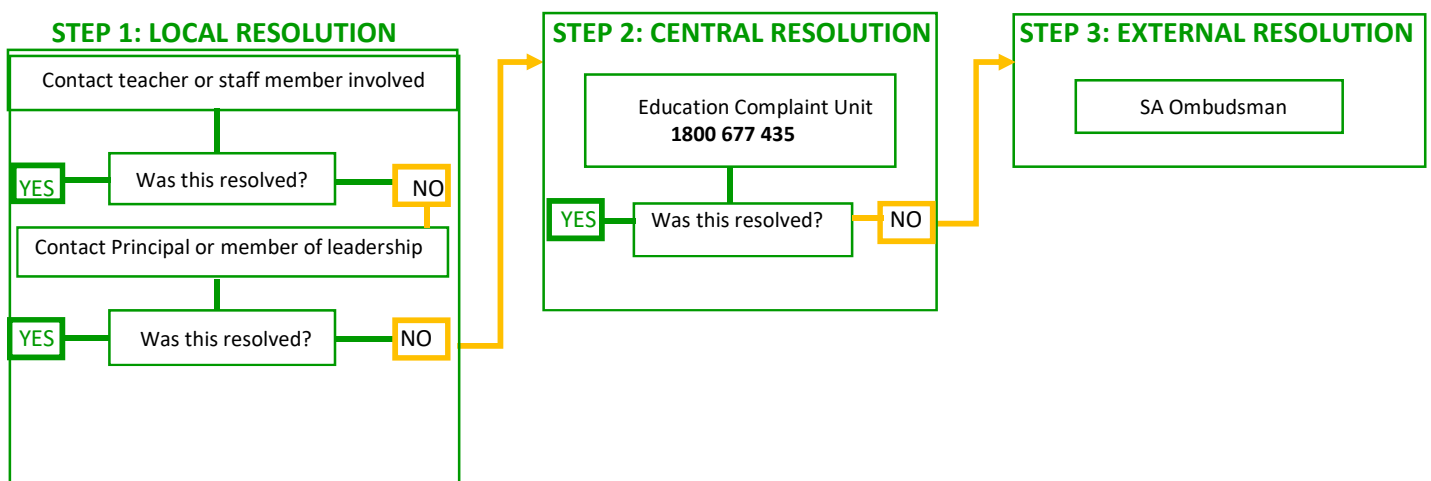 STEP 1: LOCAL RESOLUTION
Contact teacher or staff member involved
Was this resolved?
YES
NO
Contact Principal or member of leadership
Was this resolved?
YES
NO
STEP 2: CENTRAL RESOLUTION
Education Complaint Unit
1800 677 435
Was this resolved?
YES
NO
STEP 3: EXTERNAL RESOLUTION
SA Ombudsman